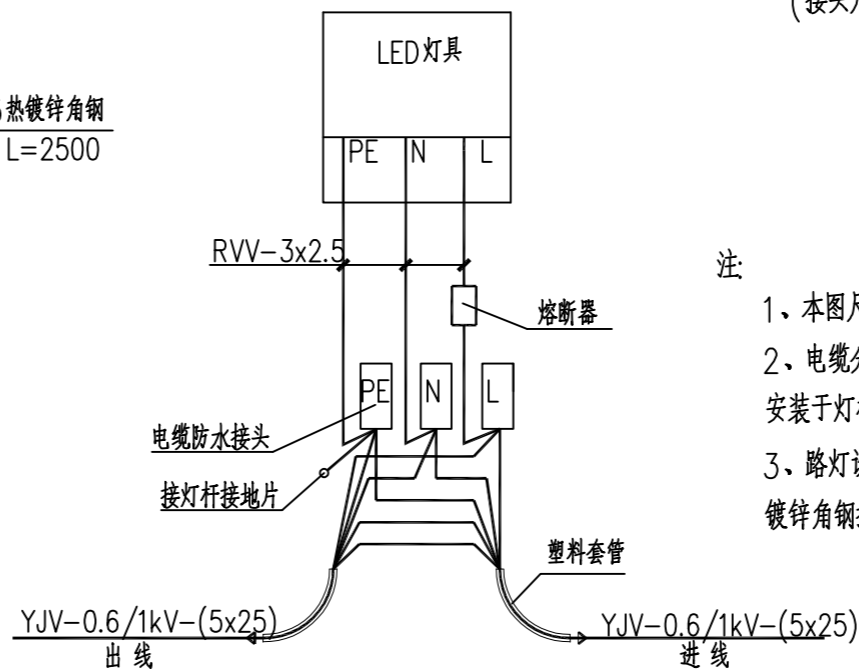 (接头
LED灯具
热镀锌角钢
L=2500
PE N L
RVV-3x2.5
注:
熔断器
1、本图
2、电缆
PE N L
安装于灯
电缆防水接头
3、路灯
接灯杆接地片
镀锌角钢
塑料套管
YJV-0.6/1kV-(5x25)
出线
YJV-0.6/1kV-(5x25)
进线